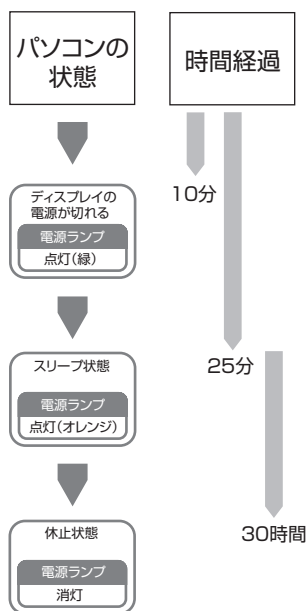 パソコンの
状態
時間経過
10分
ディスプレイの
電源が切れる
電源ランプ
点灯(緑)
25分
スリープ状態
電源ランプ
点灯(オレンジ)
30時間
休止状態
電源ランプ
消灯